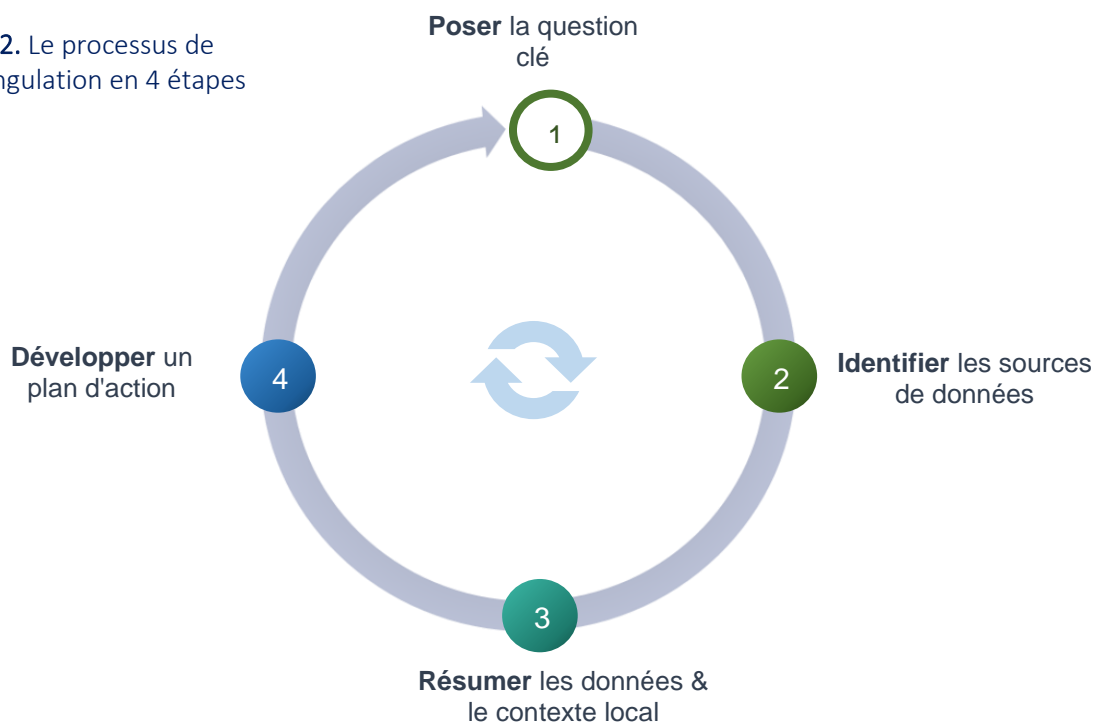 2. Le processus de
ngulation en 4 étapes
Poser la question
clé
1
Identifier les sources
de données
2
Résumer les données &
le contexte local
3
Développer un
plan d'action
4